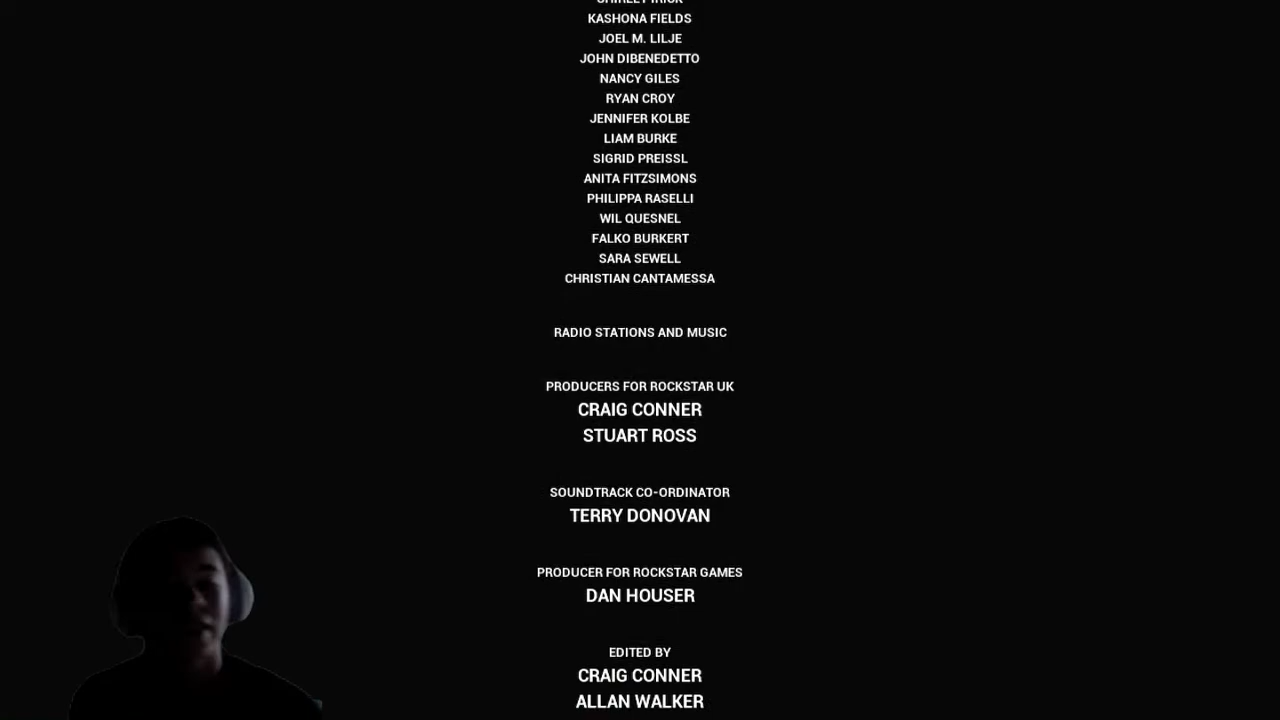 KASHONA FIELDS
JOEL M. LILJE
JOHN DIBENEDETTO
NANCY GILES
RYAN CROY
JENNIFER KOLBE
LIAM BURKE
SIGRID PREISSL
ANITA FITZSIMONS
PHILIPPA RASELLI
WIL QUESNEL
FALKO BURKERT
SARA SEWELL
CHRISTIAN CANTAMESSA
RADIO STATIONS AND MUSIC
PRODUCERS FOR ROCKSTAR UK
CRAIG CONNER
STUART ROSS
SOUNDTRACK CO-ORDINATOR
TERRY DONOVAN
PRODUCER FOR ROCKSTAR GAMES
DAN HOUSER
EDITED BY
CRAIG CONNER
ALLAN WALKER